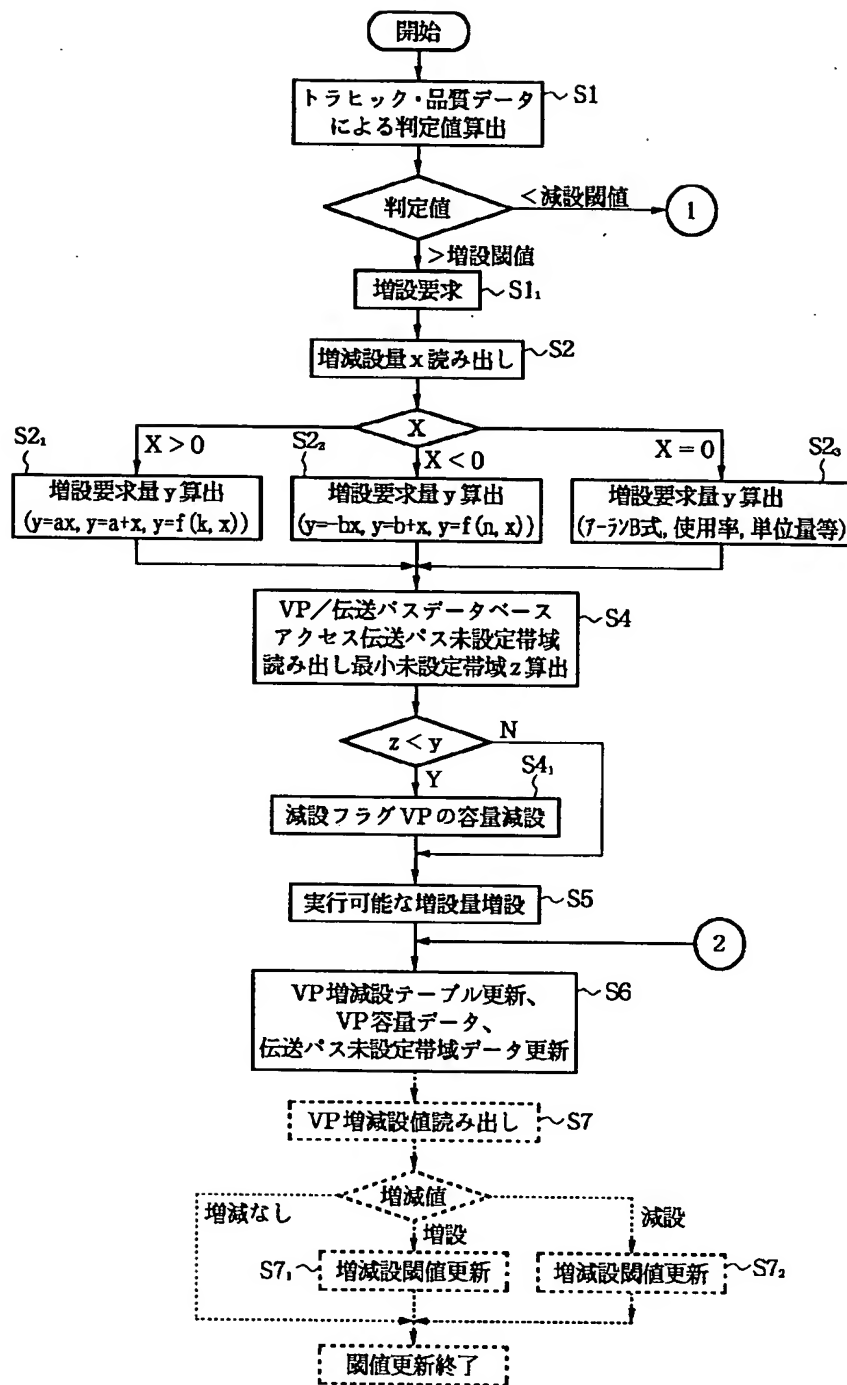 開始
トラヒック・品質データ
による判定値算出
S1
判定値
<減設閾値
1
>増設閾値
増設要求
S1₁
増減設量x読み出し
S2
X
S2₁
X>0
S2₂
X<0
X=0
S2₃
増設要求量y算出
(y=ax, y=a+x, y=f(k, x))
増設要求量y算出
(y=-bx, y=b+x, y=f(n, x))
増設要求量y算出
(ｱｰﾗﾝB式, 使用率, 単位量等)
VP/伝送パスデータベース
アクセス伝送パス未設定帯域
読み出し最小未設定帯域z算出
S4
z<y
N
Y
S4₁
減設フラグVPの容量減設
実行可能な増設量増設
S5
2
VP増減設テーブル更新、
VP容量データ、
伝送パス未設定帯域データ更新
S6
VP増減設値読み出し
S7
増減値
増減なし
増設
減設
S7₁
増減設閾値更新
増減設閾値更新
S7₂
閾値更新終了